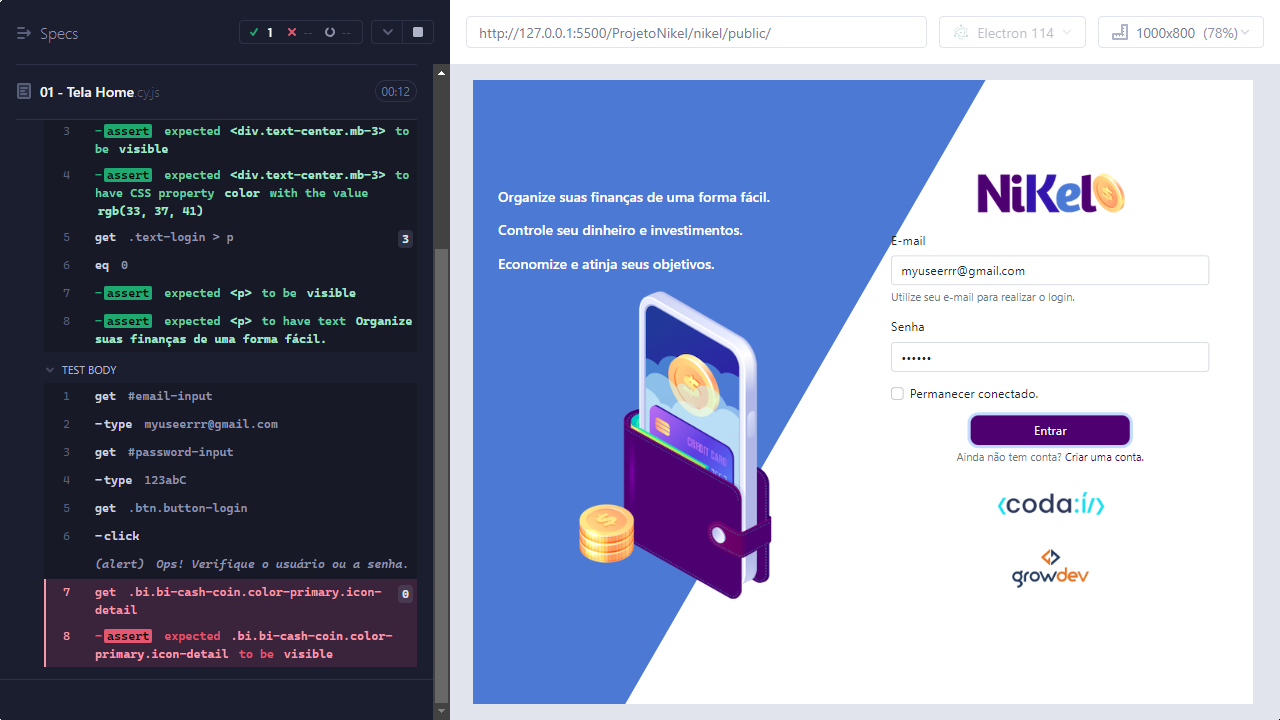 Specs
1
--
--
01 - Tela Home.cy.js
00:12
3 -assert expected <div.text-center.mb-3> to
be visible
4 -assert expected <div.text-center.mb-3> to
have CSS property color with the value
rgb(33, 37, 41)
5 get .text-login > p 3
6 eq 0
7 -assert expected <p> to be visible
8 -assert expected <p> to have text Organize
suas finanças de uma forma fácil.
TEST BODY
1 get #email-input
2 -type myuseerrr@gmail.com
3 get #password-input
4 -type 123abC
5 get .btn.button-login
6 -click
(alert) Ops! Verifique o usuário ou a senha.
7 get .bi.bi-cash-coin.color-primary.icon-
detail 0
8 -assert expected .bi.bi-cash-coin.color-
primary.icon-detail to be visible
http://127.0.0.1:5500/ProjetoNikel/nikel/public/
Electron 114
1000x800 (78%)
Organize suas finanças de uma forma fácil.
Controle seu dinheiro e investimentos.
Economize e atinja seus objetivos.
CREDIT CARD
NiKel
E-mail
myuseerrr@gmail.com
Utilize seu e-mail para realizar o login.
Senha
••••••
Permanecer conectado.
Entrar
Ainda não tem conta? Criar uma conta.
coda:í/
growdev